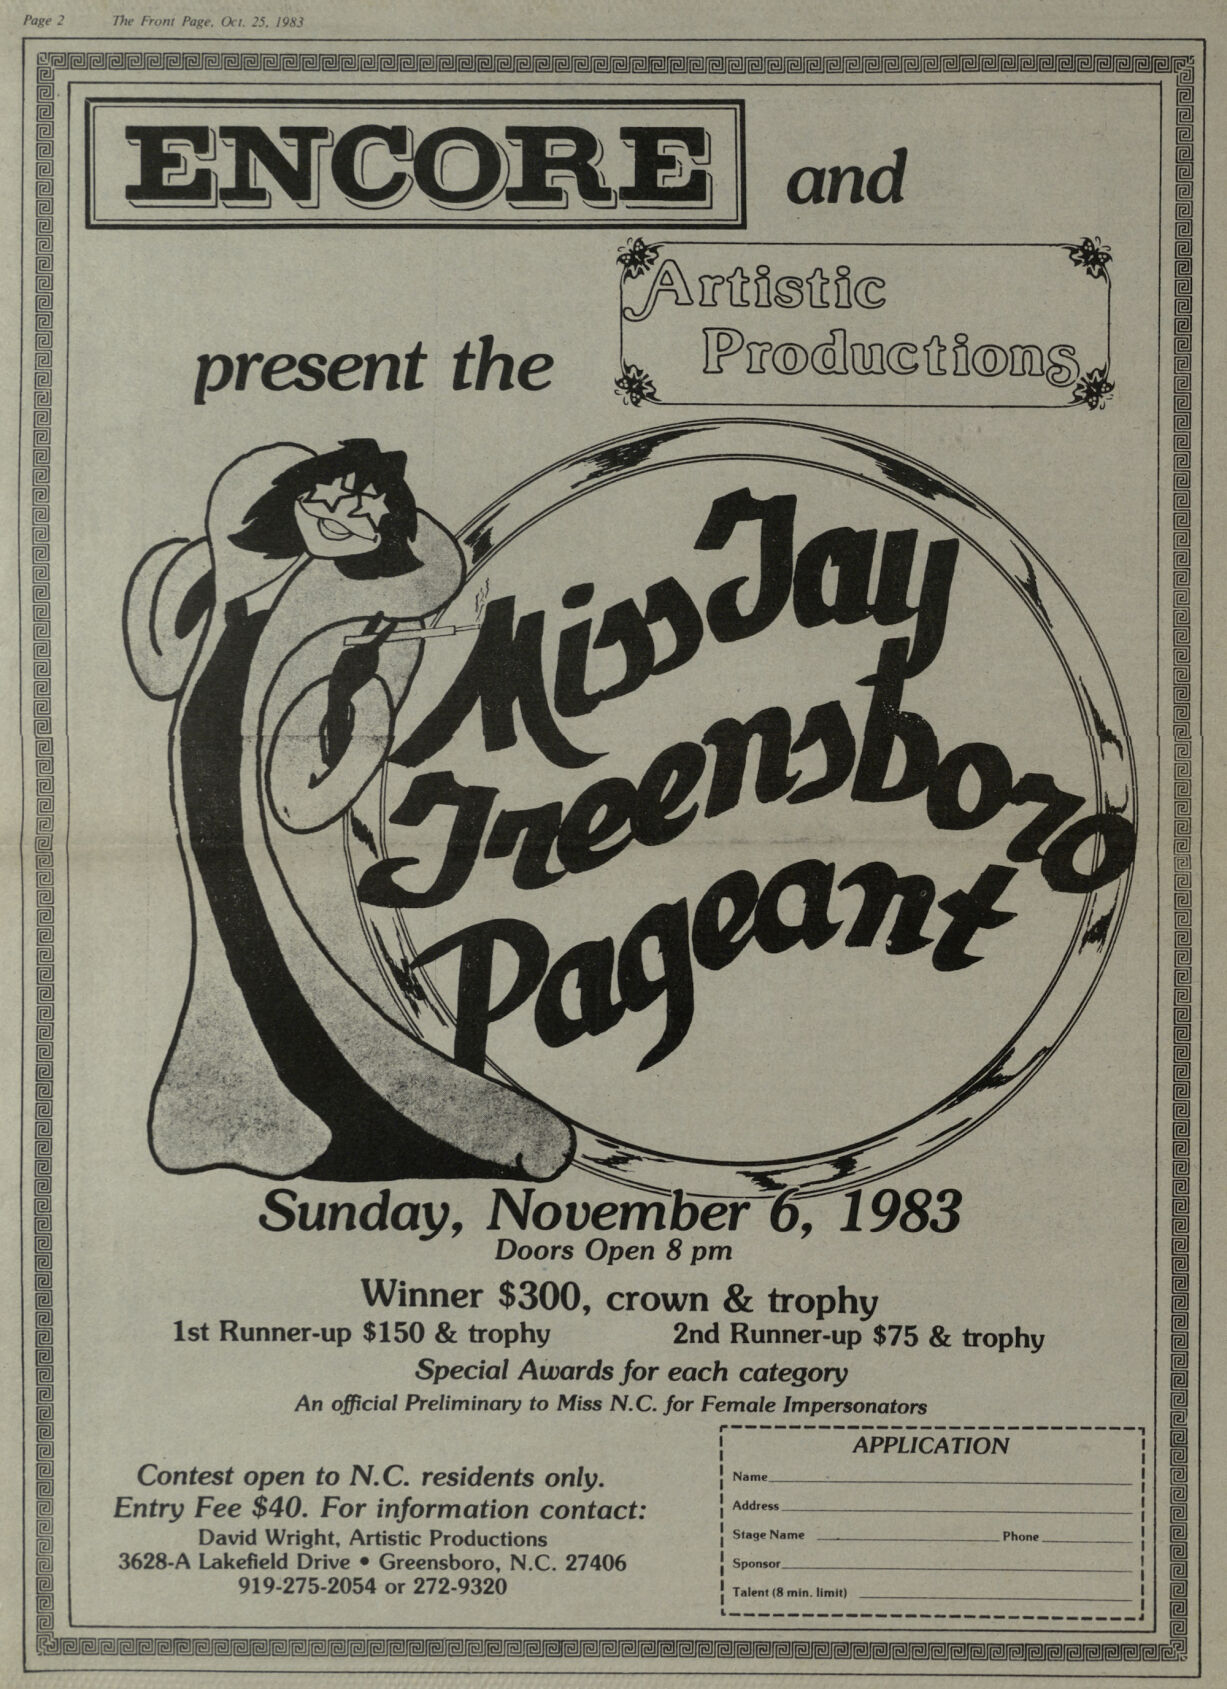 Page 2 The Front Page, Oct. 25, 1983
ENCORE and
Artistic
Productions
present the
Miss Gay
Greensboro
Pageant
Sunday, November 6, 1983
Doors Open 8 pm
Winner $300, crown & trophy
1st Runner-up $150 & trophy 2nd Runner-up $75 & trophy
Special Awards for each category
An official Preliminary to Miss N.C. for Female Impersonators
Contest open to N.C. residents only.
Entry Fee $40. For information contact:
David Wright, Artistic Productions
3628-A Lakefield Drive • Greensboro, N.C. 27406
919-275-2054 or 272-9320
APPLICATION
Name
Address
Stage Name Phone
Sponsor
Talent (8 min. limit)